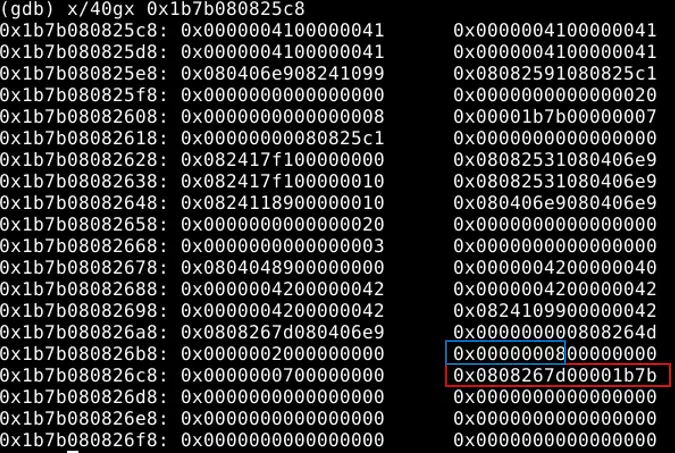 (gdb) x/40gx 0x1b7b080825c8
0x1b7b080825c8: 0x0000004100000041 0x0000004100000041
0x1b7b080825d8: 0x0000004100000041 0x0000004100000041
0x1b7b080825e8: 0x080406e908241099 0x08082591080825c1
0x1b7b080825f8: 0x0000000000000000 0x0000000000000020
0x1b7b08082608: 0x0000000000000008 0x00001b7b00000007
0x1b7b08082618: 0x00000000080825c1 0x0000000000000000
0x1b7b08082628: 0x082417f100000000 0x08082531080406e9
0x1b7b08082638: 0x082417f100000010 0x08082531080406e9
0x1b7b08082648: 0x0824118900000010 0x080406e9080406e9
0x1b7b08082658: 0x0000000000000020 0x0000000000000000
0x1b7b08082668: 0x0000000000000003 0x0000000000000000
0x1b7b08082678: 0x0804048900000000 0x0000004200000040
0x1b7b08082688: 0x0000004200000042 0x0000004200000042
0x1b7b08082698: 0x0000004200000042 0x0824109900000042
0x1b7b080826a8: 0x0808267d080406e9 0x000000000808264d
0x1b7b080826b8: 0x0000002000000000 0x0000000800000000
0x1b7b080826c8: 0x0000000700000000 0x0808267d00001b7b
0x1b7b080826d8: 0x0000000000000000 0x0000000000000000
0x1b7b080826e8: 0x0000000000000000 0x0000000000000000
0x1b7b080826f8: 0x0000000000000000 0x0000000000000000